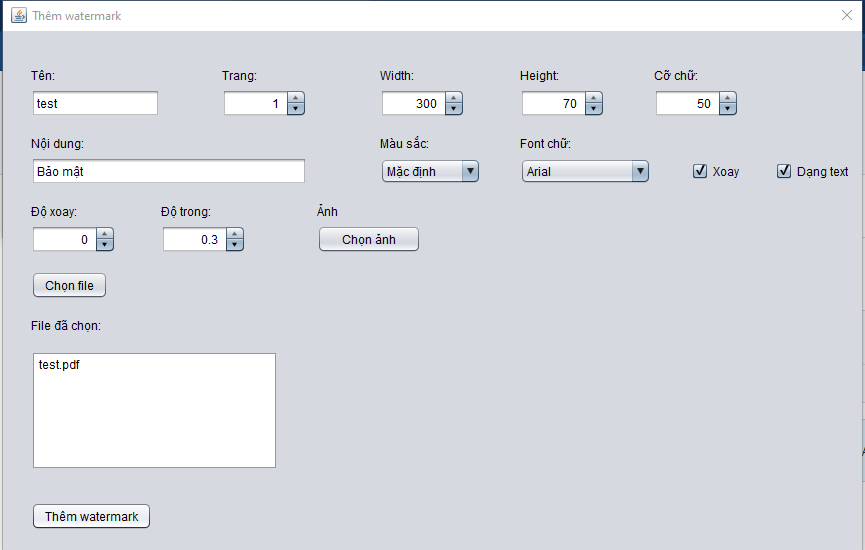 Thêm watermark
Tên: Trang: Width: Height: Cỡ chữ:
test 1 300 70 50
Nội dung: Màu sắc: Font chữ:
Bảo mật Mặc định Arial Xoay Dạng text
Độ xoay: Độ trong: Ảnh
0 0.3 Chọn ảnh
Chọn file
File đã chọn:
test.pdf
Thêm watermark